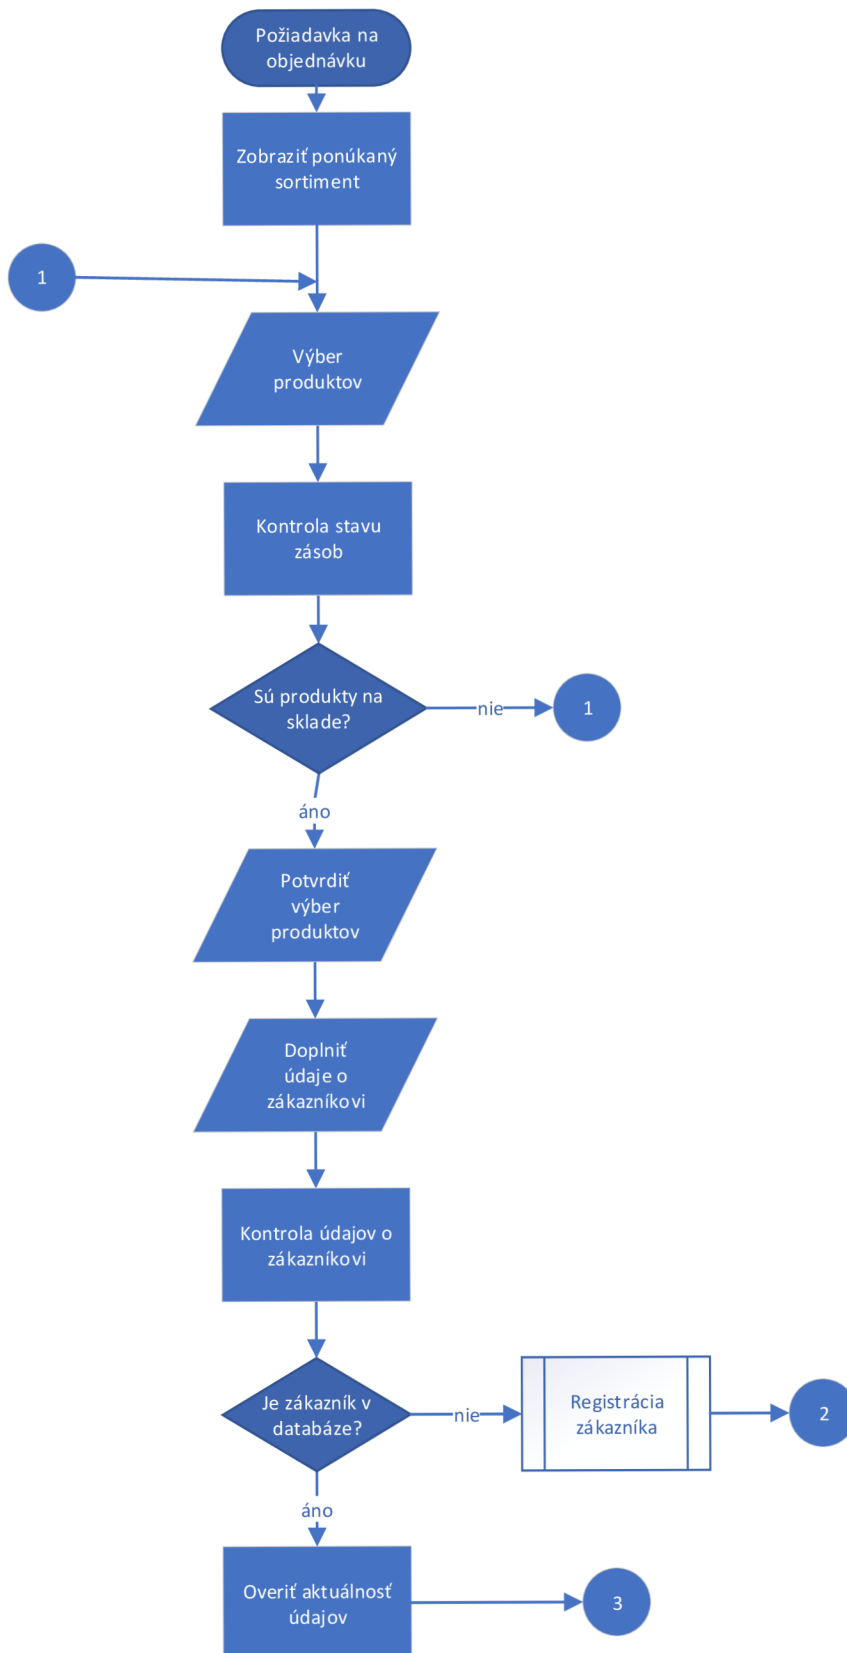 Požiadavka na
objednávku
Zobraziť ponúkaný
sortiment
1
Výber
produktov
Kontrola stavu
zásob
Sú produkty na
sklade?
nie
1
áno
Potvrdiť
výber
produktov
Doplniť
údaje o
zákazníkovi
Kontrola údajov o
zákazníkovi
Je zákazník v
databáze?
nie
Registrácia
zákazníka
2
áno
Overiť aktuálnosť
údajov
3